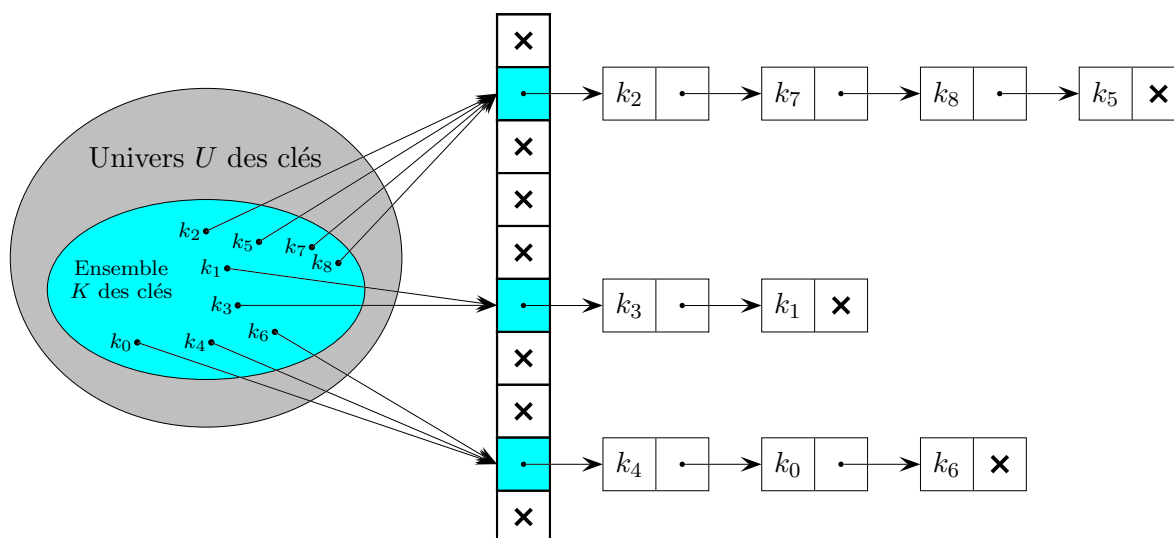 Univers U des clés
k₂
k₅
k₇
k₈
k₁
Ensemble
K des clés
k₃
k₆
k₀
k₄
k₂ k₇ k₈ k₅
k₃ k₁
k₄ k₀ k₆